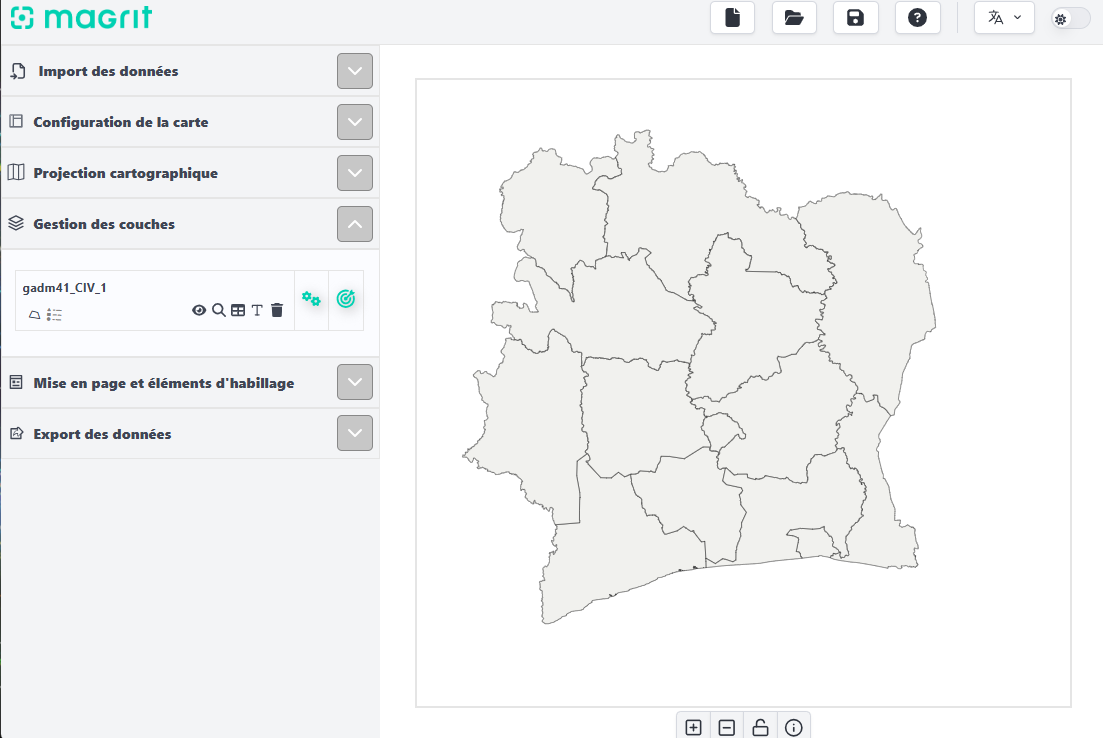 magrit
Import des données
Configuration de la carte
Projection cartographique
Gestion des couches
gadm41_CIV_1
Mise en page et éléments d'habillage
Export des données